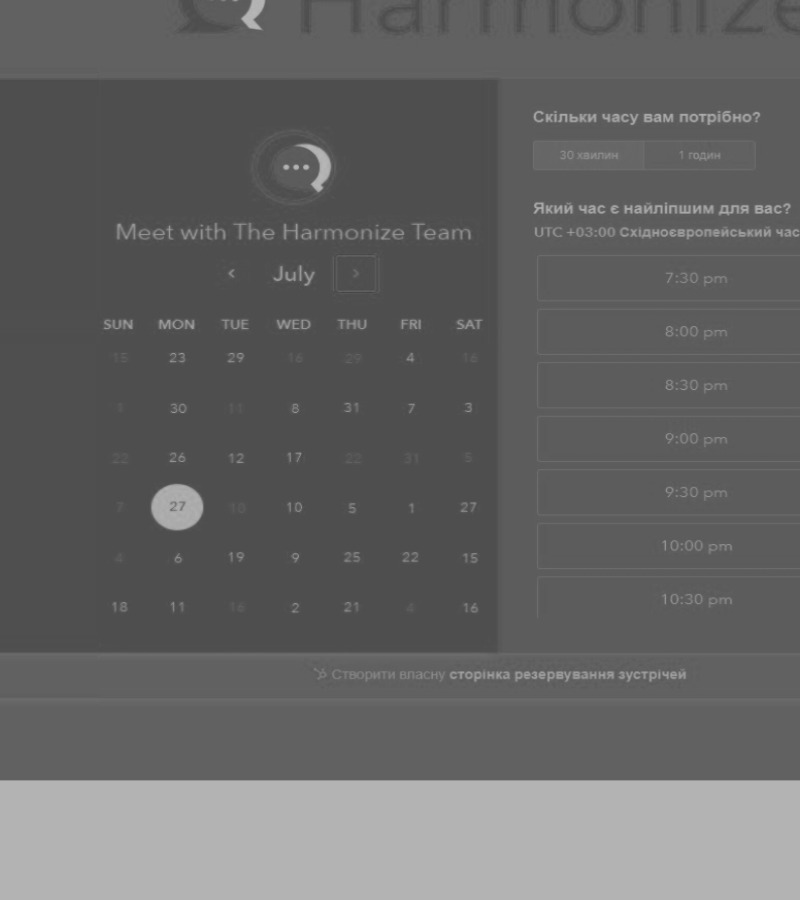 Harmonize
Meet with The Harmonize Team
July
SUN MON TUE WED THU FRI SAT
15 23 29 16 29 4 16
30 8 31 7 3
26 12 17 22 31 5
27 10 5 1 27
4 6 19 9 25 22 15
18 11 16 2 21 4 16
Створити власну сторінка резервування зустрічей
Скільки часу вам потрібно?
30 хвилин 1 годин
Який час є найліпшим для вас?
UTC +03:00 Східноєвропейський час
7:30 pm
8:00 pm
8:30 pm
9:00 pm
9:30 pm
10:00 pm
10:30 pm